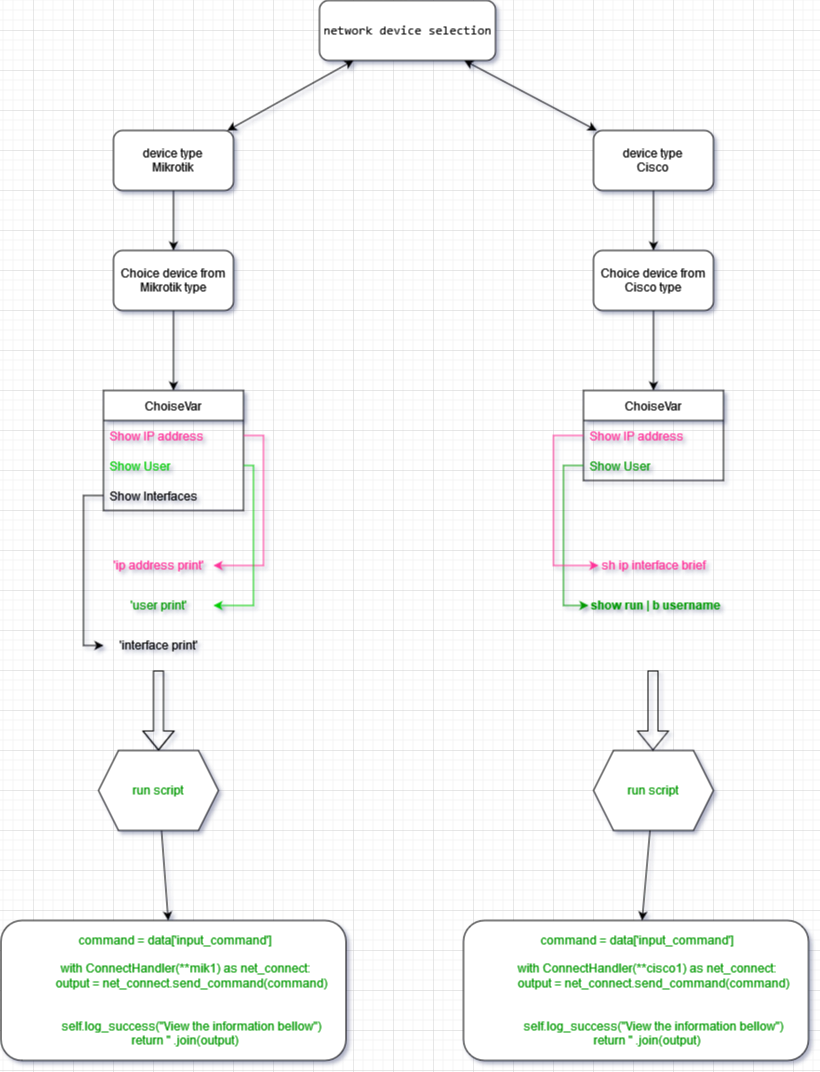 network device selection
device type
Mikrotik
device type
Cisco
Choice device from
Mikrotik type
Choice device from
Cisco type
ChoiseVar
Show IP address
Show User
Show Interfaces
ChoiseVar
Show IP address
Show User
'ip address print'
'user print'
'interface print'
sh ip interface brief
show run | b username
run script
run script
command = data['input_command']
with ConnectHandler(**mik1) as net_connect:
output = net_connect.send_command(command)
self.log_success("View the information bellow")
return '' .join(output)
command = data['input_command']
with ConnectHandler(**cisco1) as net_connect:
output = net_connect.send_command(command)
self.log_success("View the information bellow")
return '' .join(output)